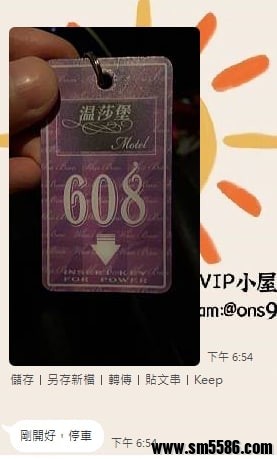 温莎堡
Motel
608
INSERT KEY
FOR POWER
VIP小屋
am:@ons9
下午 6:54
儲存 | 另存新檔 | 轉傳 | 貼文串 | Keep
剛開好，停車
下午 6:54
www.sm5586.com